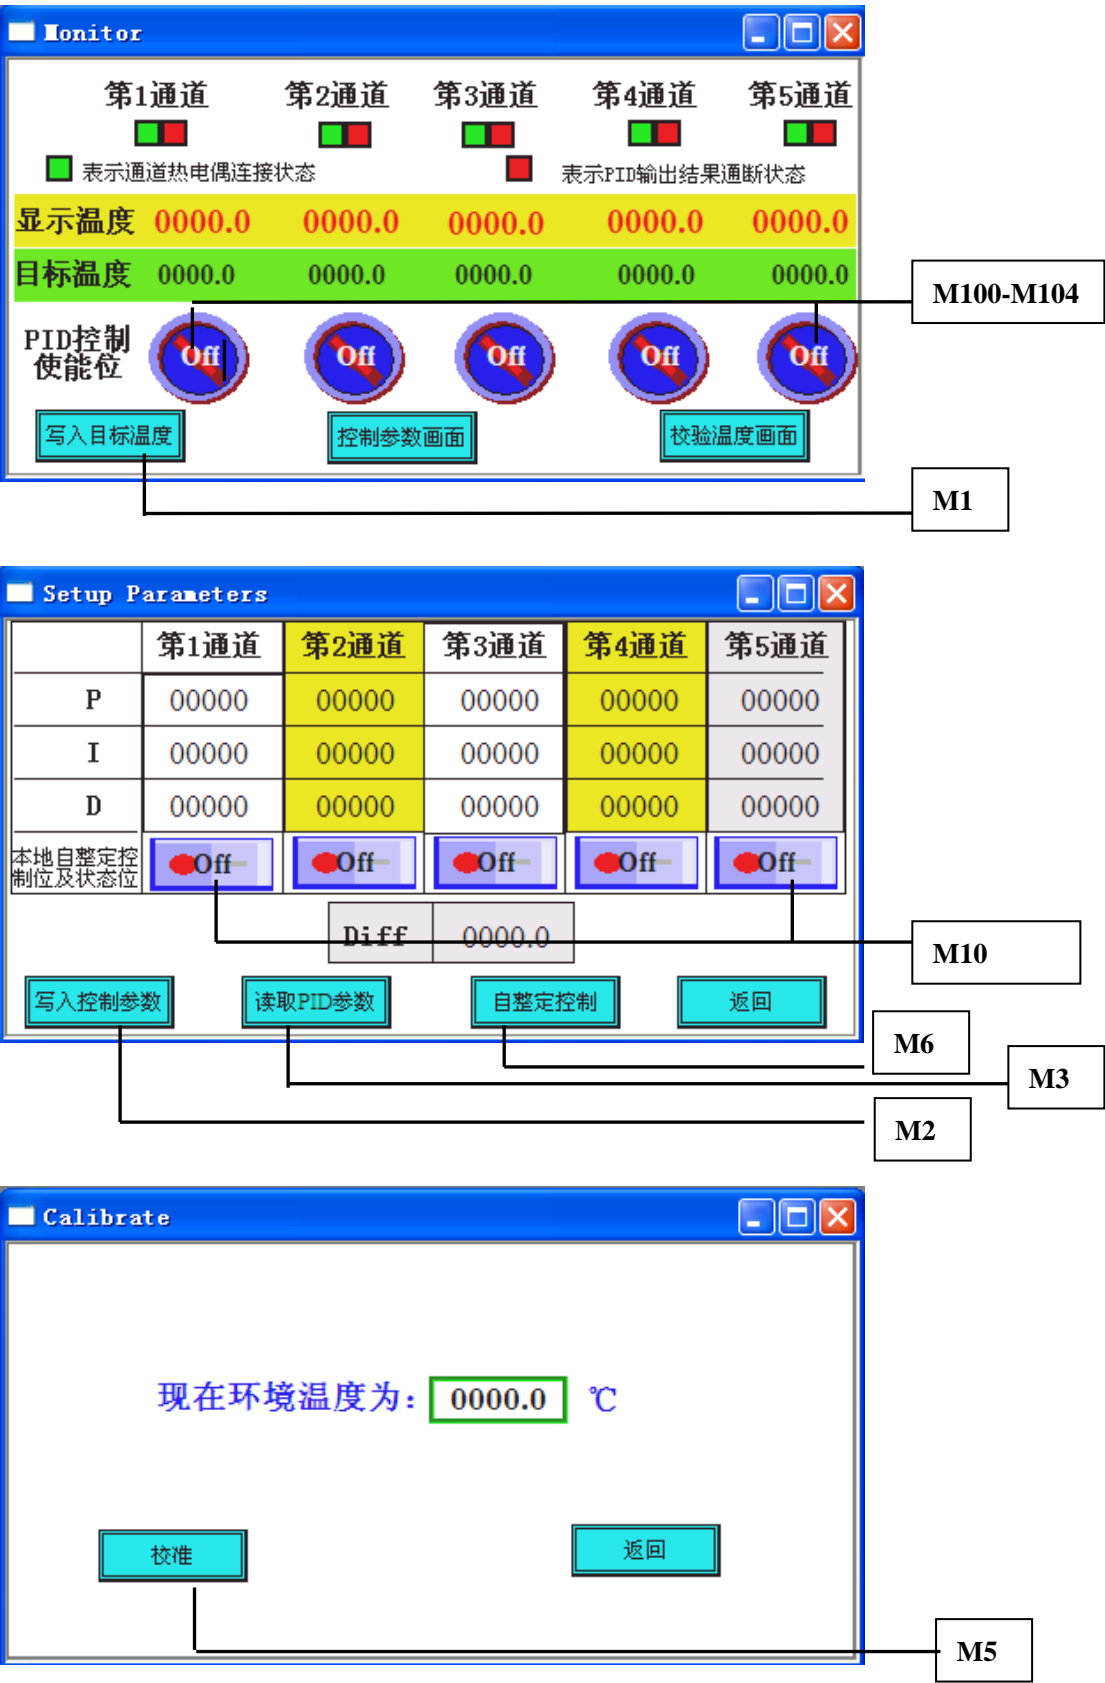 Monitor
第1通道 第2通道 第3通道 第4通道 第5通道
表示通道热电偶连接状态 表示PID输出结果通断状态
显示温度 0000.0 0000.0 0000.0 0000.0 0000.0
目标温度 0000.0 0000.0 0000.0 0000.0 0000.0
M100-M104
PID控制
使能位
Off Off Off Off Off
写入目标温度 控制参数画面 校验温度画面
M1
Setup Parameters
第1通道 第2通道 第3通道 第4通道 第5通道
P 00000 00000 00000 00000 00000
I 00000 00000 00000 00000 00000
D 00000 00000 00000 00000 00000
本地自整定控
制位及状态位
Off Off Off Off Off
Diff 0000.0
M10
写入控制参数 读取PID参数 自整定控制 返回
M6
M3
M2
Calibrate
现在环境温度为: 0000.0 ℃
校准 返回
M5